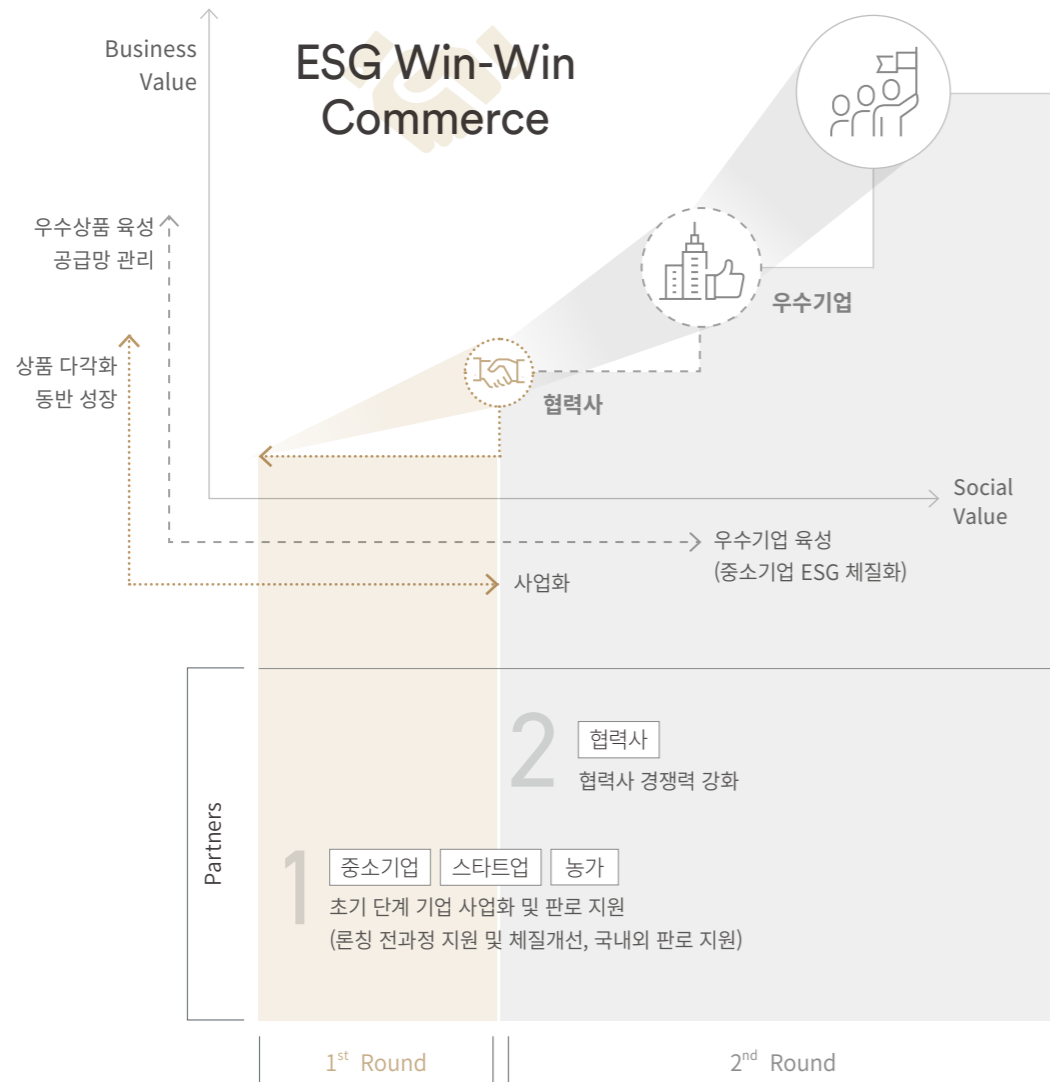 Business
Value
ESG Win-Win
Commerce
우수상품 육성
공급망 관리
우수기업
상품 다각화
동반 성장
협력사
Social
Value
우수기업 육성
(중소기업 ESG 체질화)
사업화
Partners
2
협력사
협력사 경쟁력 강화
1
중소기업 스타트업 농가
초기 단계 기업 사업화 및 판로 지원
(론칭 전과정 지원 및 체질개선, 국내외 판로 지원)
1st Round
2nd Round